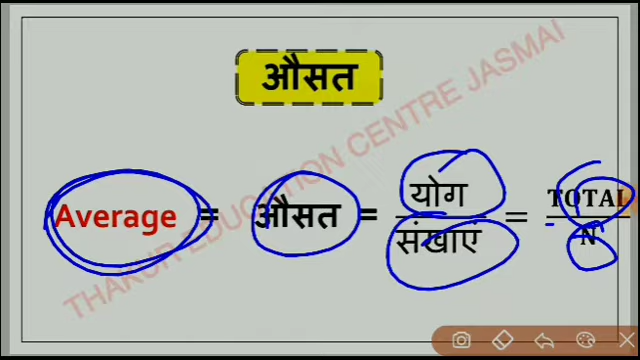 औसत
Average = औसत = योग / संखाएं = TOTAL / N
THAKUR EDUCATION CENTRE JASMAI